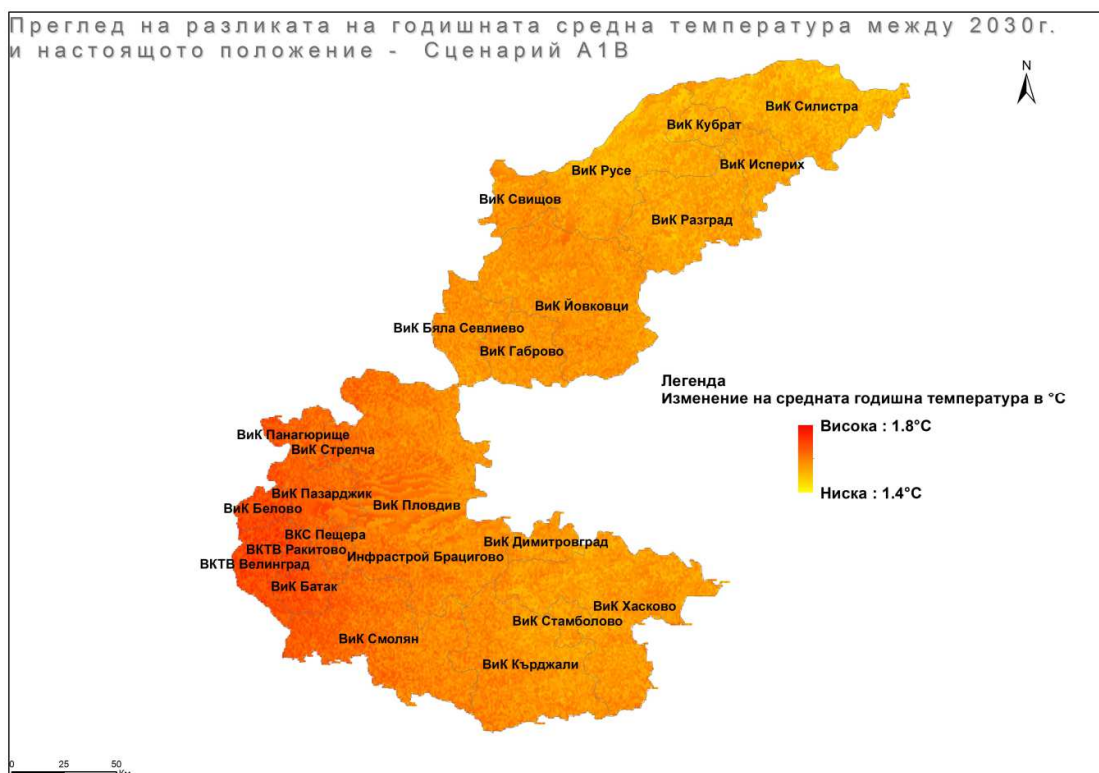 Преглед на разликата на годишната средна температура между 2030г.
и настоящото положение - Сценарий А1В
N
ВиК Силистра
ВиК Кубрат
ВиК Исперих
ВиК Русе
ВиК Свищов
ВиК Разград
ВиК Йовковци
ВиК Бяла Севлиево
ВиК Габрово
Легенда
Изменение на средната годишна температура в °C
Висока : 1.8°C
Ниска : 1.4°C
ВиК Панагюрище
ВиК Стрелча
ВиК Пазарджик
ВиК Белово
ВиК Пловдив
ВКС Пещера
ВиК Димитровград
ВКТВ Ракитово
Инфрастрой Брацигово
ВКТВ Велинград
ВиК Батак
ВиК Хасково
ВиК Стамболово
ВиК Смолян
ВиК Кърджали
0 25 50
Км